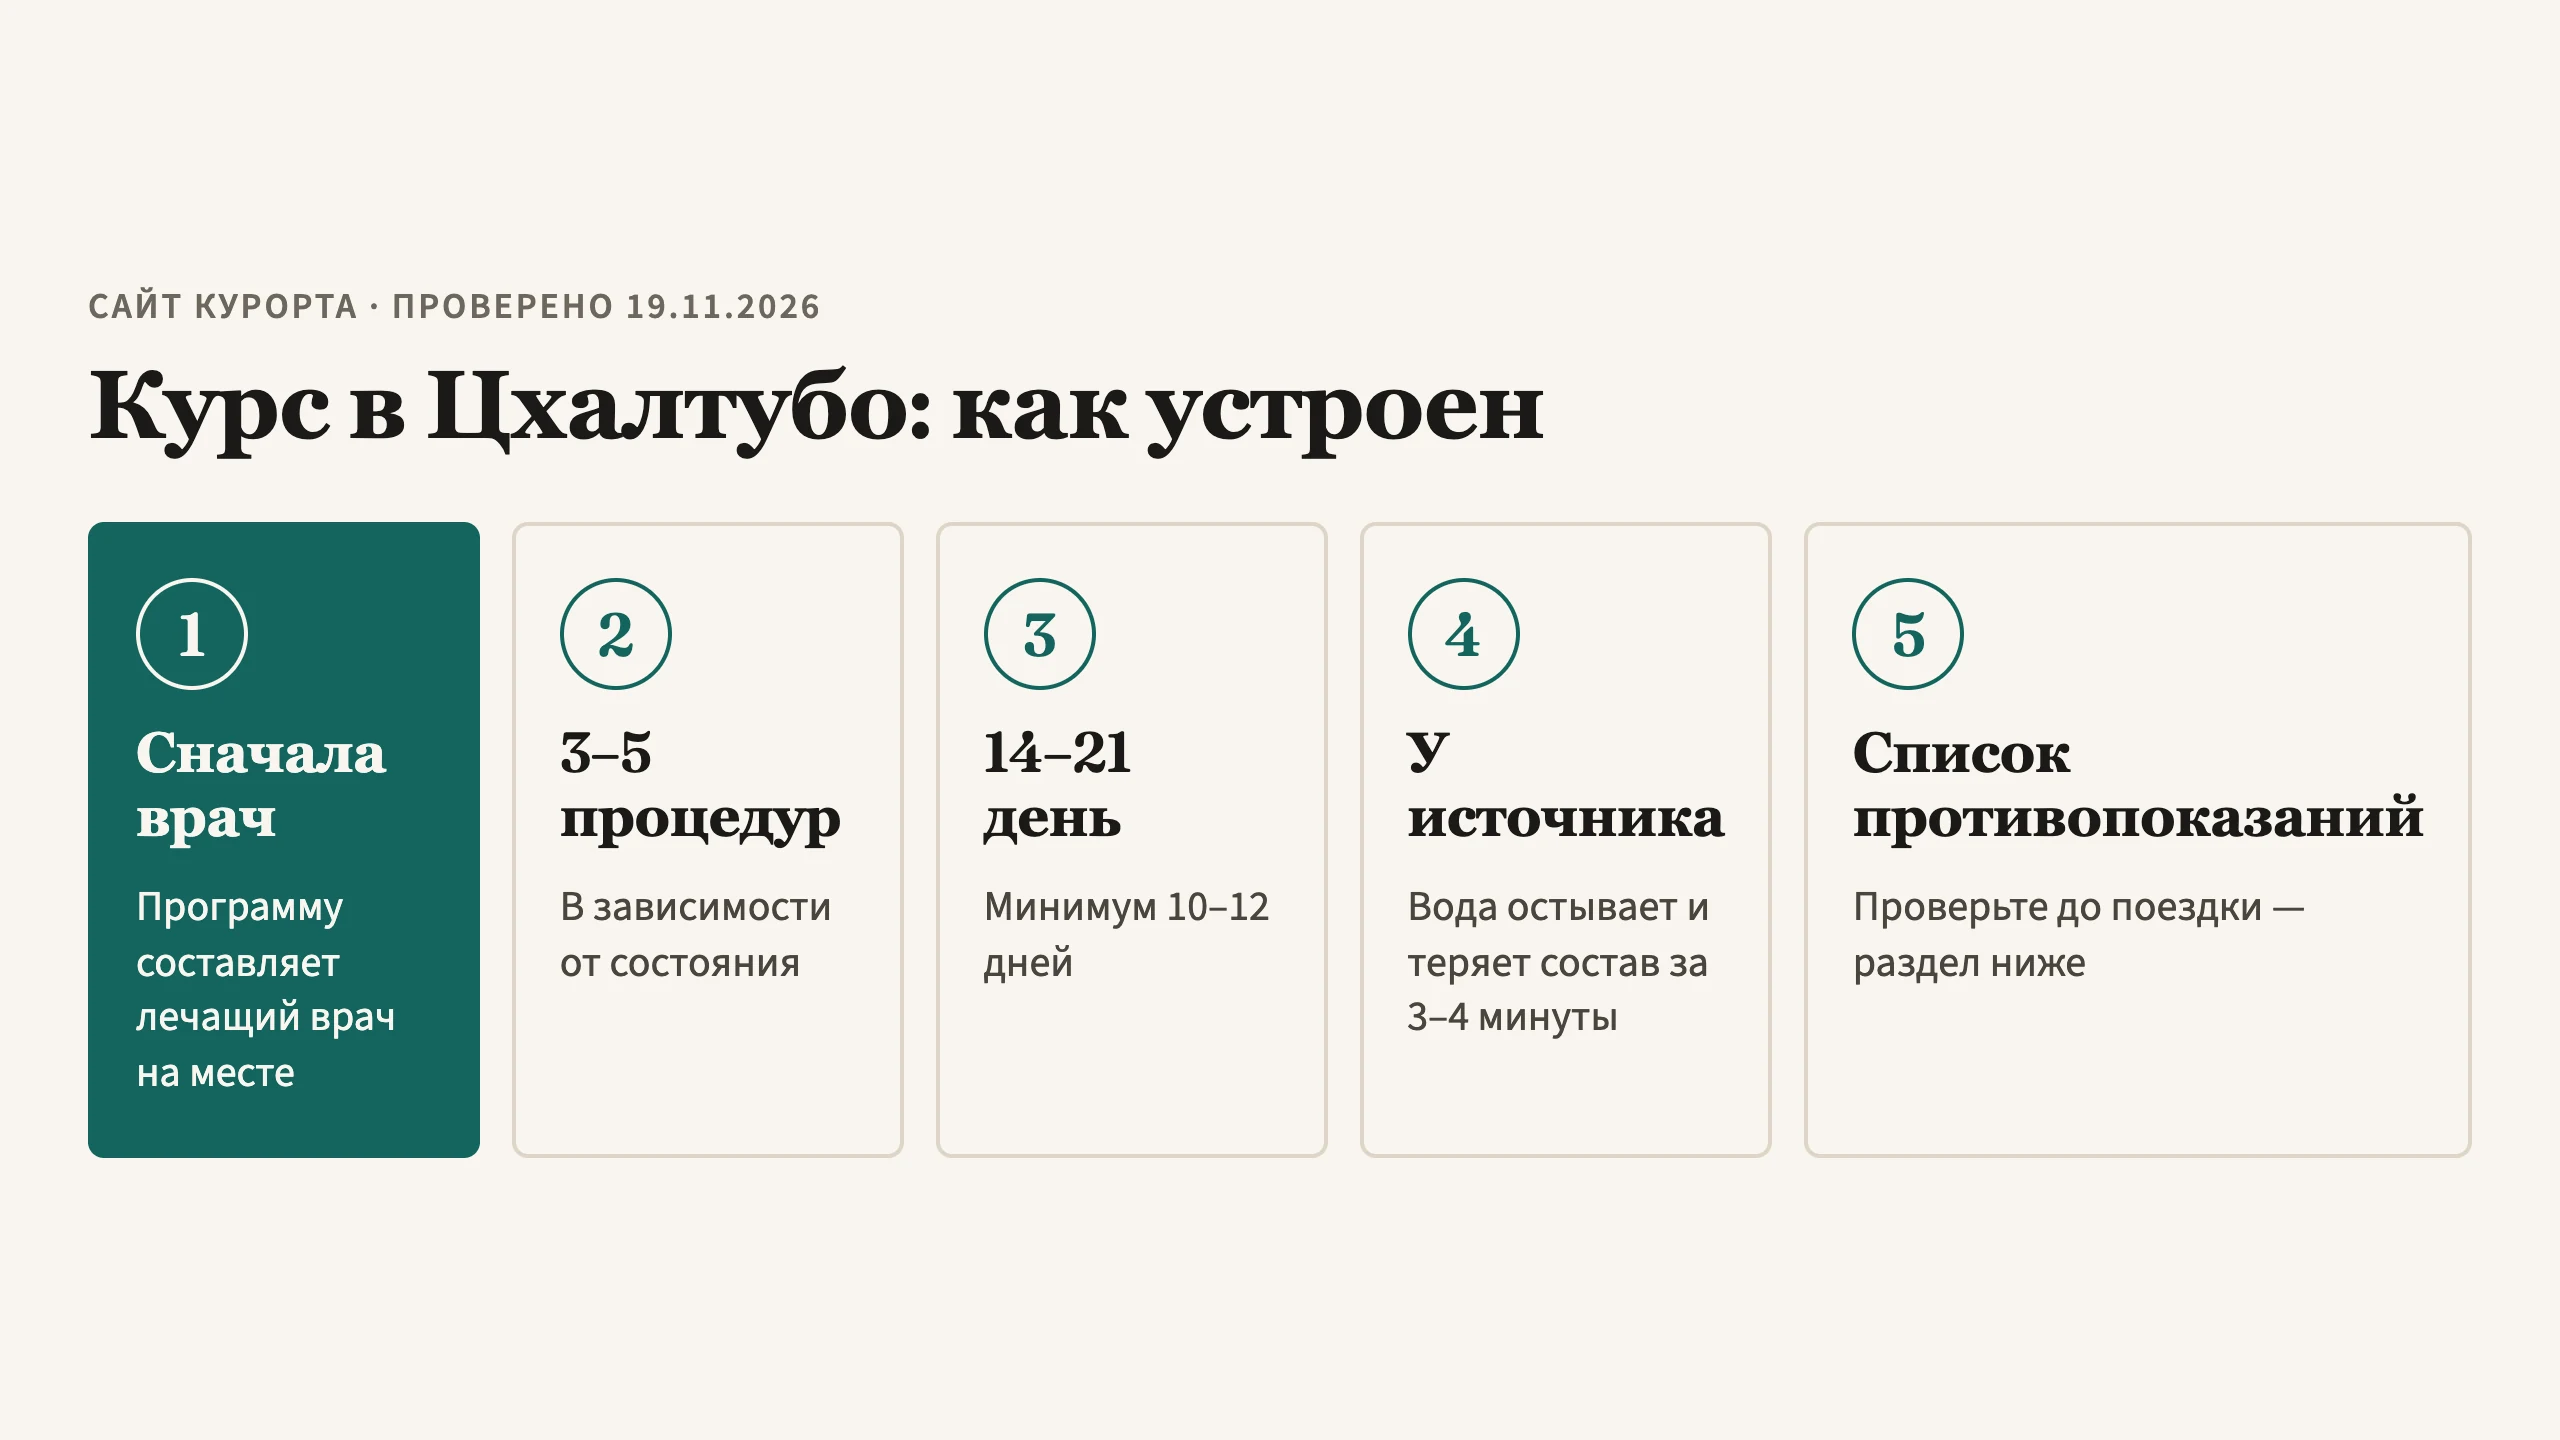 САЙТ КУРОРТА · ПРОВЕРЕНО 19.11.2026
Курс в Цхалтубо: как устроен
1
Сначала
врач
Программу
составляет
лечащий врач
на месте
2
3–5
процедур
В зависимости
от состояния
3
14–21
день
Минимум 10–12
дней
4
У
источника
Вода остывает и
теряет состав за
3–4 минуты
5
Список
противопоказаний
Проверьте до поездки —
раздел ниже